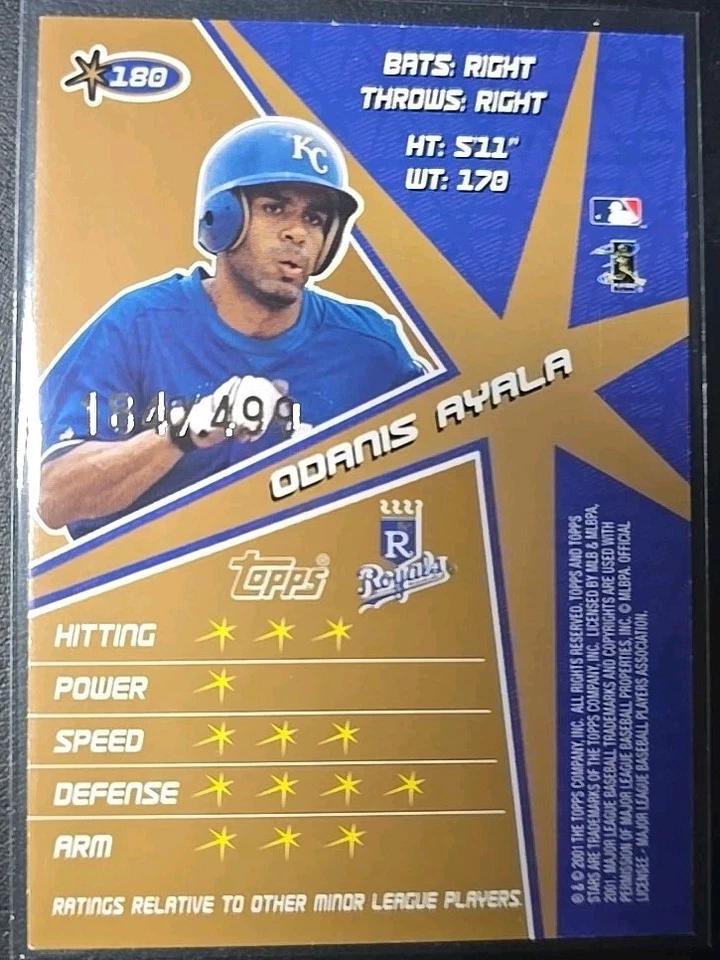 180
BATS: RIGHT
THROWS: RIGHT
HT: 5'11"
WT: 170
KC
184/499
ODANIS AYALA
topps®
R
Royals
HITTING
POWER
SPEED
DEFENSE
ARM
RATINGS RELATIVE TO OTHER MINOR LEAGUE PLAYERS.
® & © 2001 THE TOPPS COMPANY, INC. ALL RIGHTS RESERVED. TOPPS AND TOPPS
STARS ARE TRADEMARKS OF THE TOPPS COMPANY, INC. LICENSED BY MLB & MLBPA.
2001 MAJOR LEAGUE BASEBALL TRADEMARKS AND COPYRIGHTS ARE USED WITH
PERMISSION OF MAJOR LEAGUE BASEBALL PROPERTIES, INC. © MLBPA. OFFICIAL
LICENSEE - MAJOR LEAGUE BASEBALL PLAYERS ASSOCIATION.